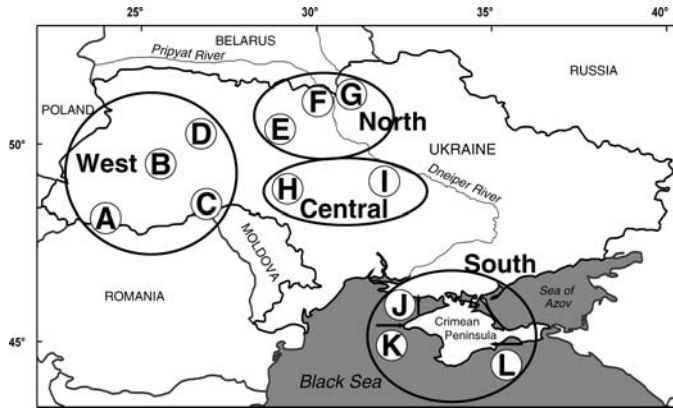 25° 30° 35° 40°
BELARUS
Pripyat River
RUSSIA
POLAND
F G
E
North
D
50°
UKRAINE
West B
H I
Dneiper River
Central
A
C
MOLDOVA
South
ROMANIA
J
Sea of
Azov
Crimean
Peninsula
45°
K
L
Black Sea